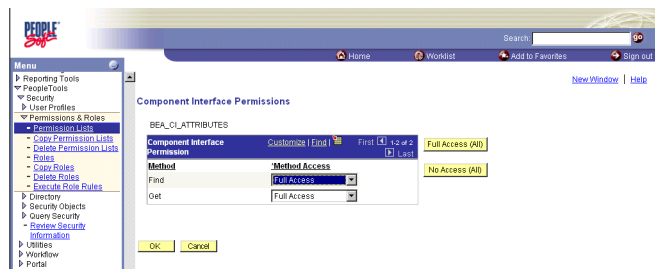 PEOPLE
Soft
Search:
go
Home
Worklist
Add to Favorites
Sign out
Menu
New Window | Help
Reporting Tools
PeopleTools
Security
User Profiles
Permissions & Roles
- Permission Lists
- Copy Permission Lists
- Delete Permission Lists
- Roles
- Copy Roles
- Delete Roles
- Execute Role Rules
Directory
Security Objects
Query Security
- Review Security
Information
Utilities
Workflow
Portal
Component Interface Permissions
BEA_CI_ATTRIBUTES
Component Interface
Permission
Customize | Find |
First 1-2 of 2
Last
Method
*Method Access
Find
Full Access
Get
Full Access
Full Access (All)
No Access (All)
OK
Cancel